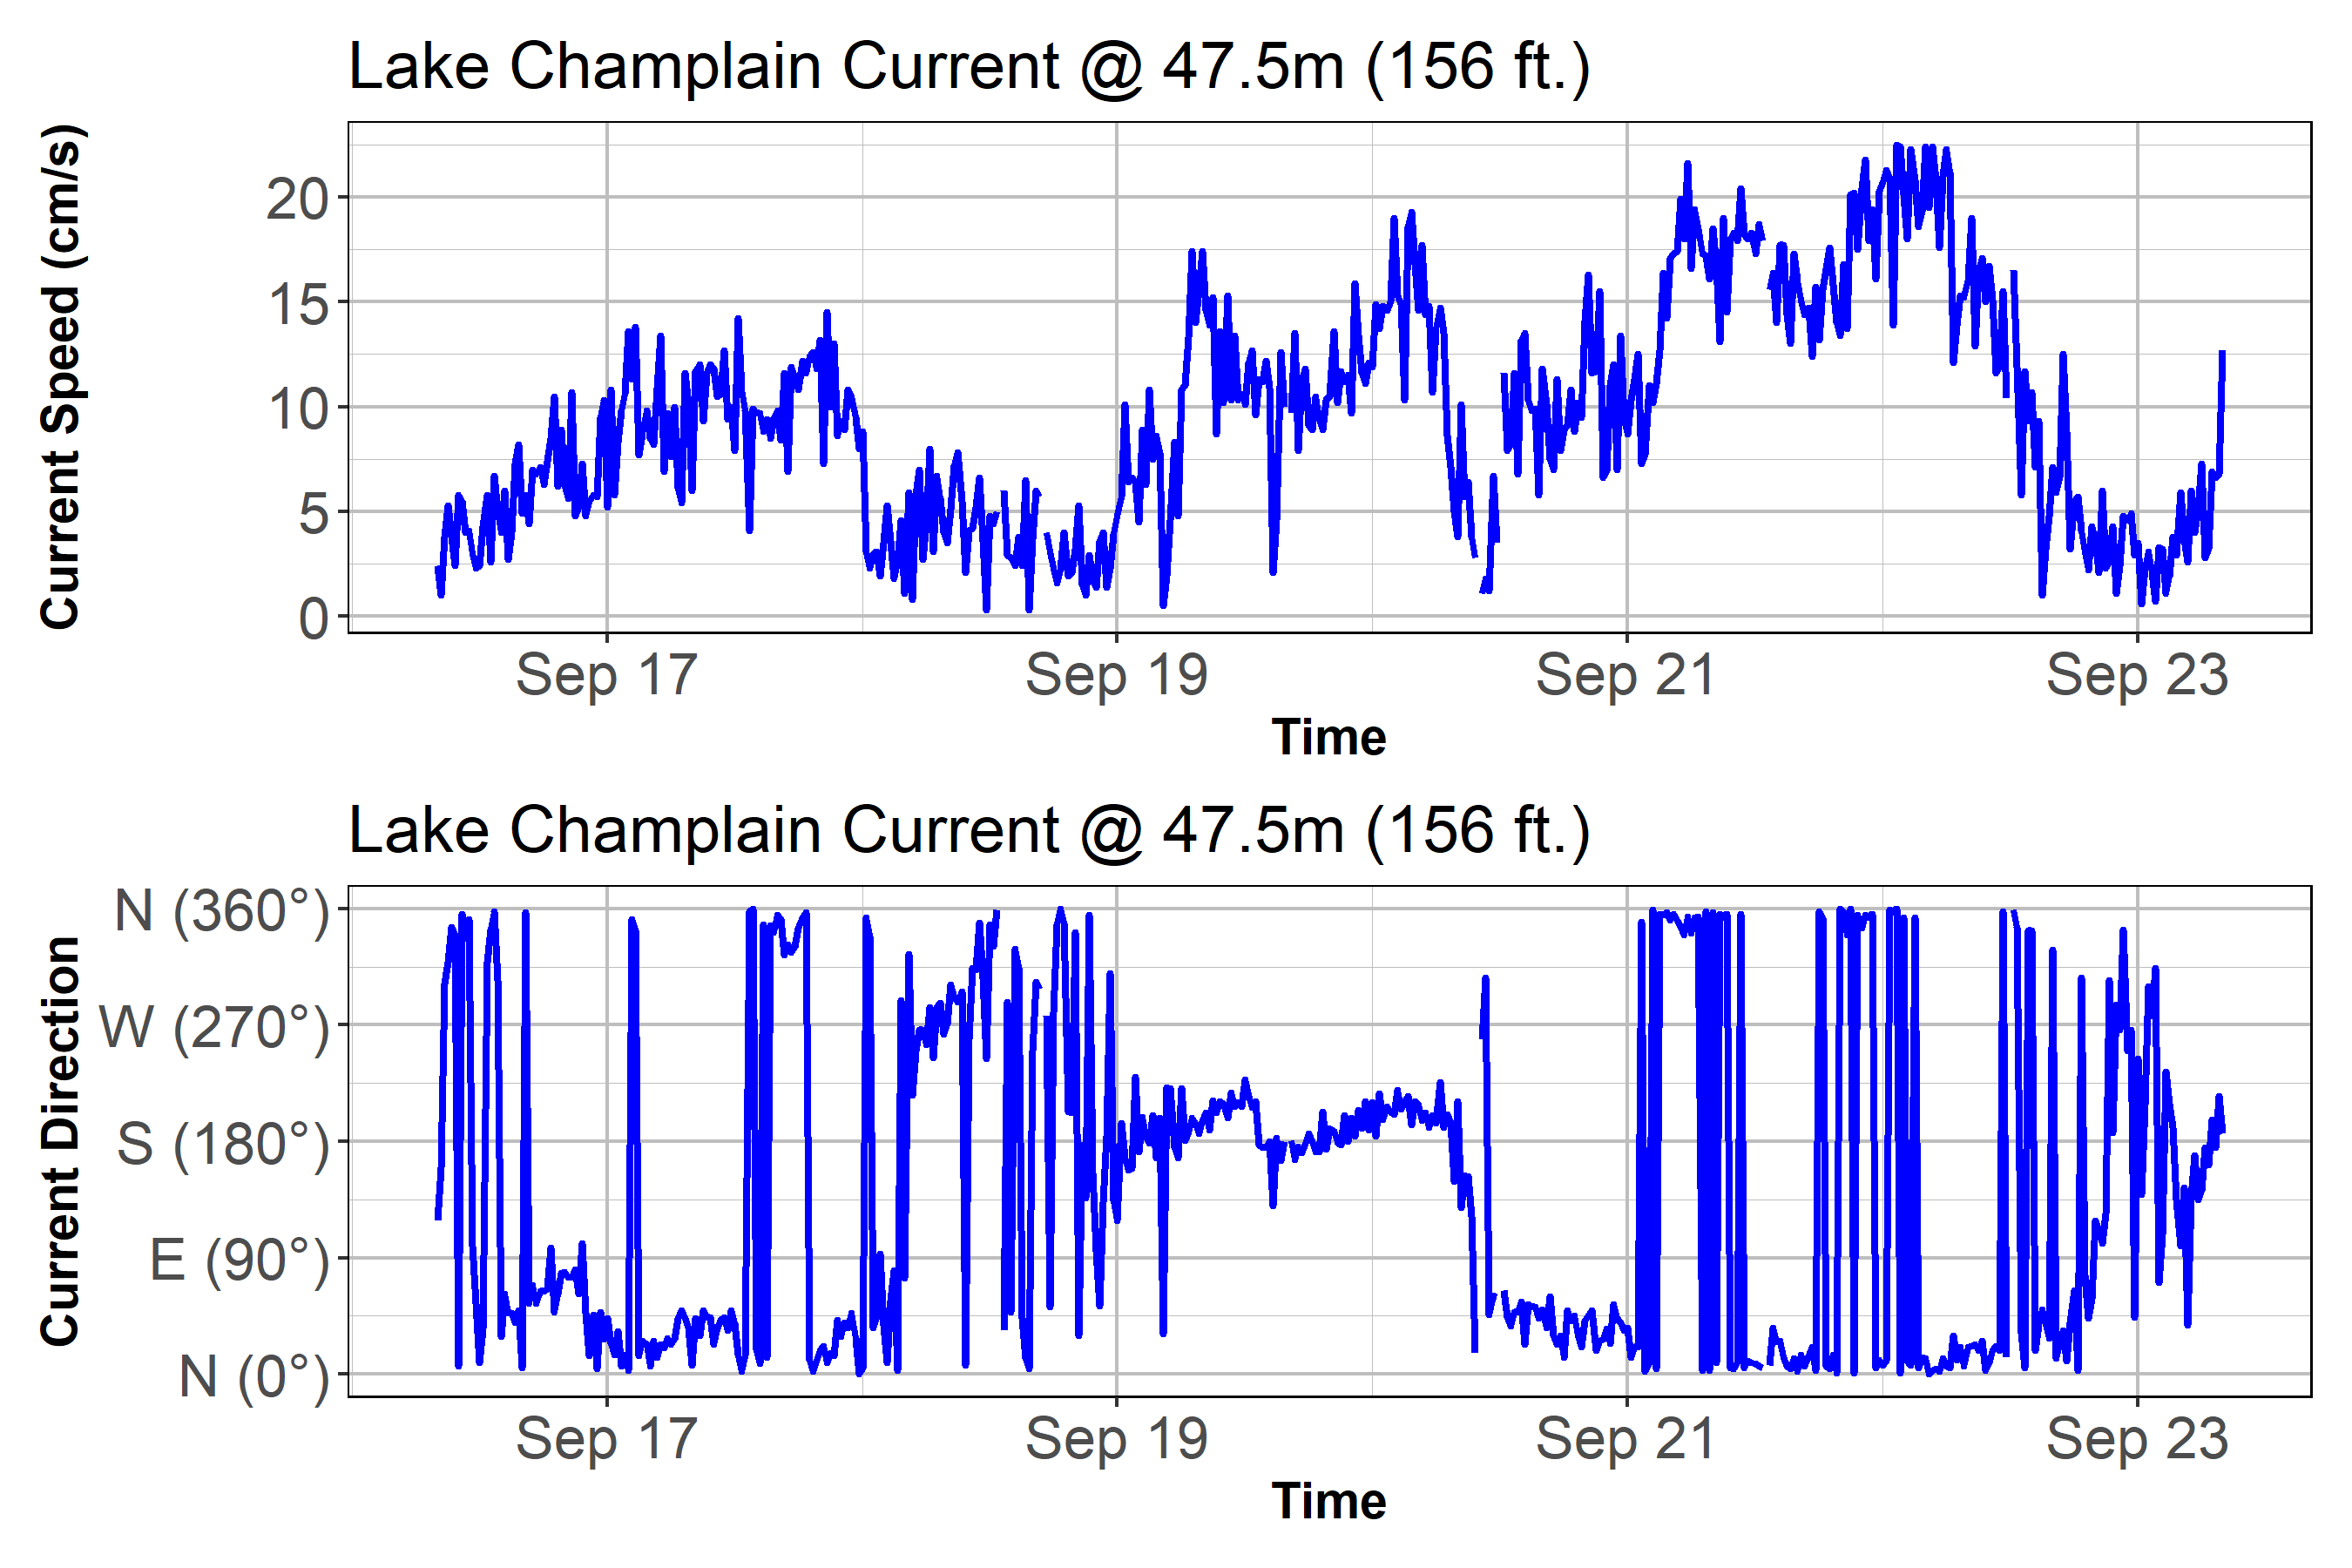 Lake Champlain Current @ 47.5m (156 ft.)
Current Speed (cm/s)
20
15
10
5
0
Sep 17 Sep 19 Sep 21 Sep 23
Time
Lake Champlain Current @ 47.5m (156 ft.)
Current Direction
N (360°)
W (270°)
S (180°)
E (90°)
N (0°)
Sep 17 Sep 19 Sep 21 Sep 23
Time